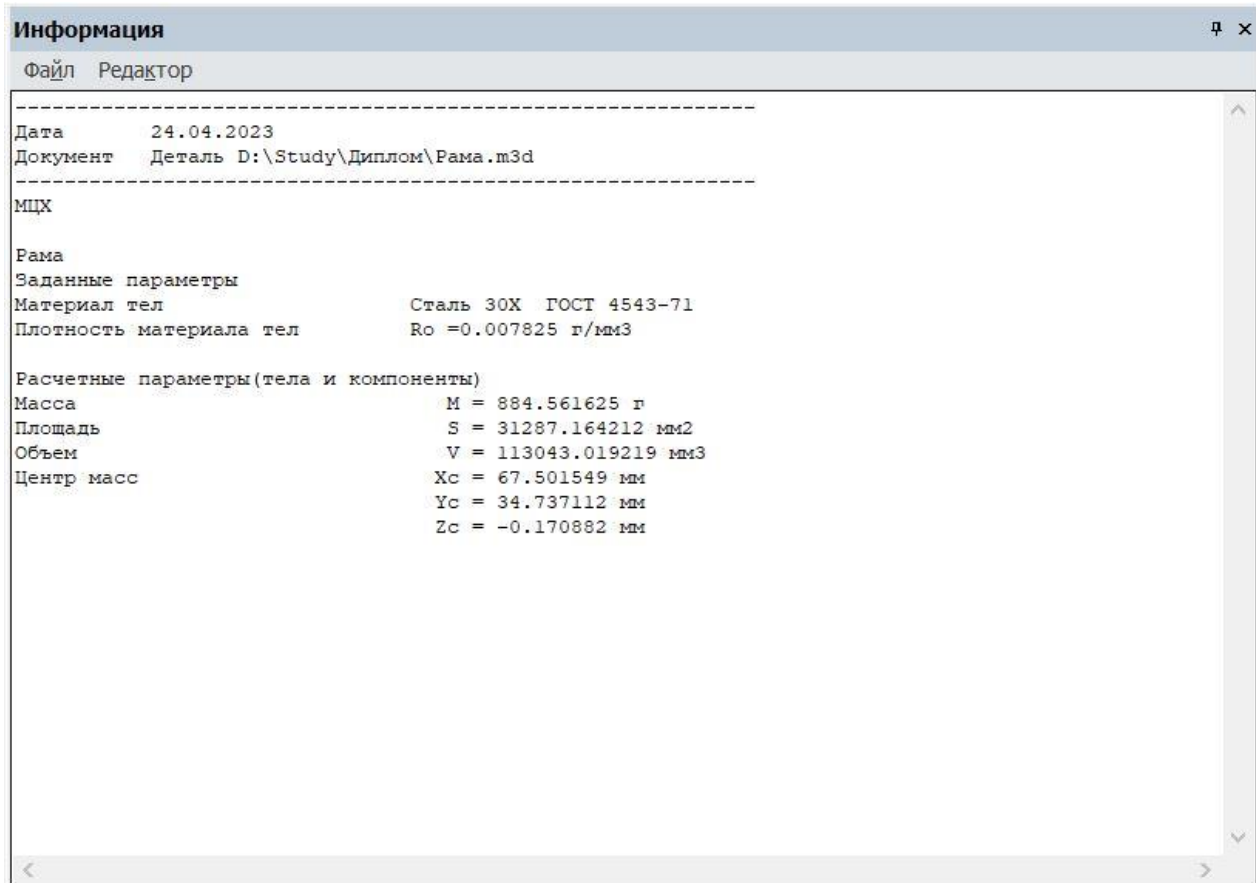 Информация
Файл Редактор
------------------------------------------------------------
Дата 24.04.2023
Документ Деталь D:\Study\Диплом\Рама.m3d
------------------------------------------------------------
МЦХ
Рама
Заданные параметры
Материал тел Сталь 30Х ГОСТ 4543-71
Плотность материала тел Ro =0.007825 г/мм3
Расчетные параметры(тела и компоненты)
Масса M = 884.561625 г
Площадь S = 31287.164212 мм2
Объем V = 113043.019219 мм3
Центр масс Xc = 67.501549 мм
Yc = 34.737112 мм
Zc = -0.170882 мм